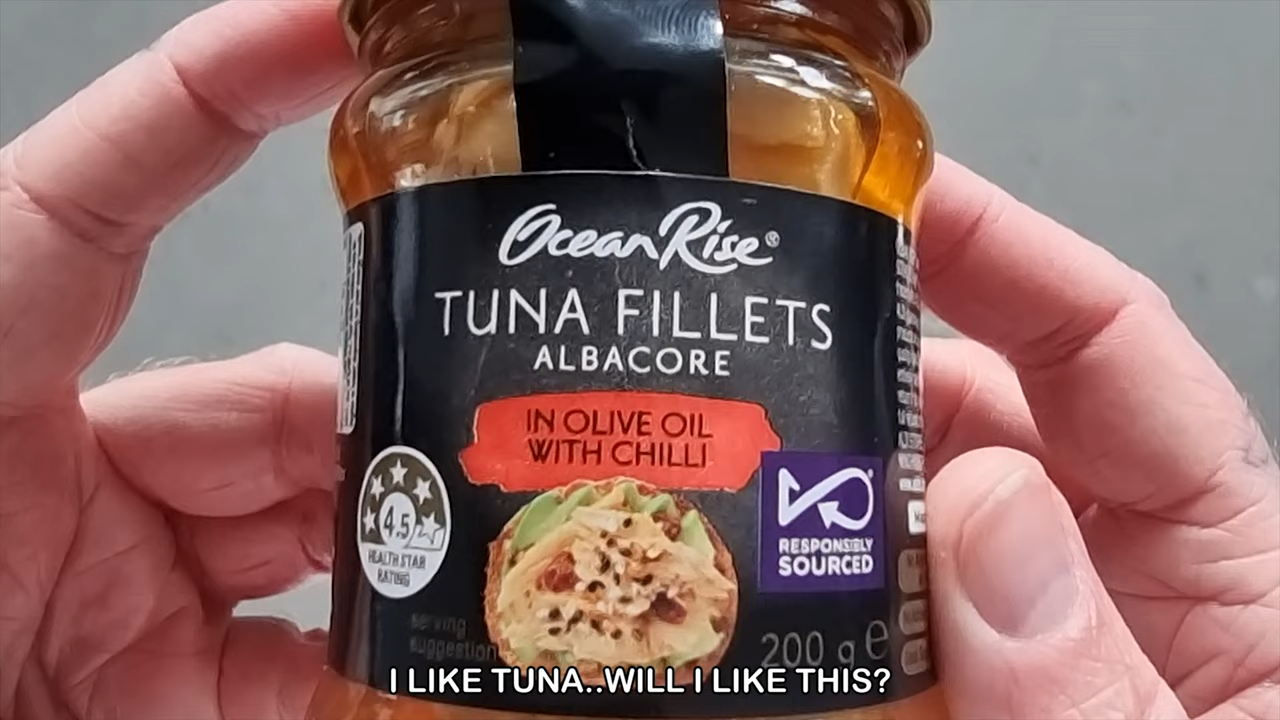 Ocean Rise®
TUNA FILLETS
ALBACORE
IN OLIVE OIL
WITH CHILLI
4.5
HEALTH STAR
RATING
RESPONSIBLY
SOURCED
serving
suggestion
200 g e
I LIKE TUNA..WILL I LIKE THIS?